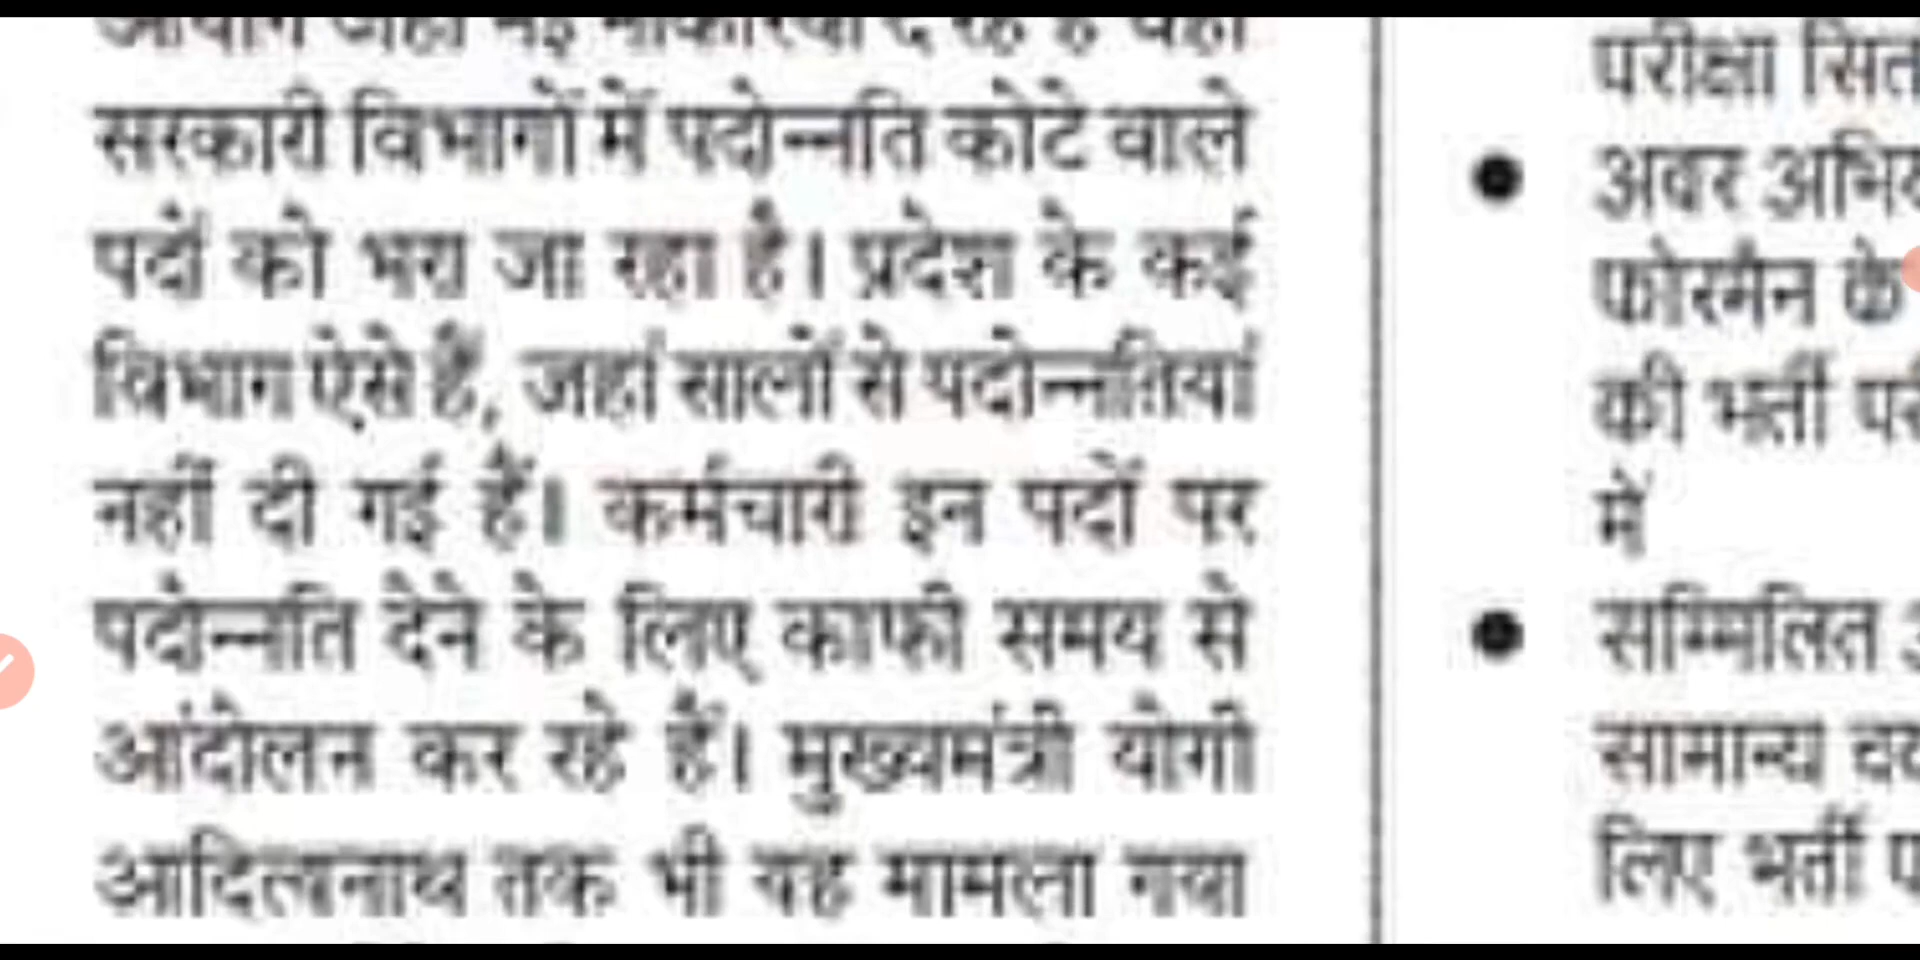 सरकारी विभागों में पदोन्नति कोटे वाले
पदों को भरा जा रहा है। प्रदेश के कई
विभाग ऐसे हैं, जहां सालों से पदोन्नतियां
नहीं दी गई हैं। कर्मचारी इन पदों पर
पदोन्नति देने के लिए काफी समय से
आंदोलन कर रहे हैं। मुख्यमंत्री योगी
आदित्यनाथ तक भी यह मामला गया
परीक्षा
● अवर
फोरमैन के
की भर्ती
में
● सम्मिलित
सामान्य
लिए भर्ती